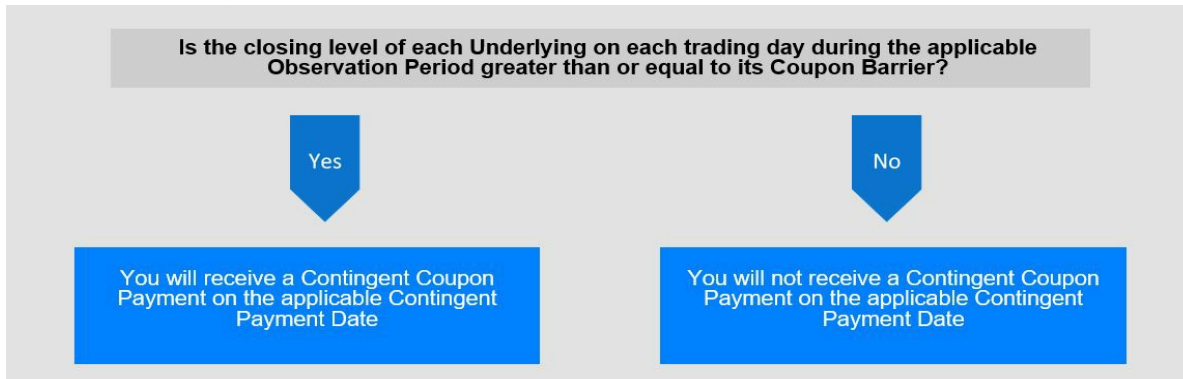 Is the closing level of each Underlying on each trading day during the applicable
Observation Period greater than or equal to its Coupon Barrier?
Yes
No
You will receive a Contingent Coupon
Payment on the applicable Contingent
Payment Date
You will not receive a Contingent Coupon
Payment on the applicable Contingent
Payment Date